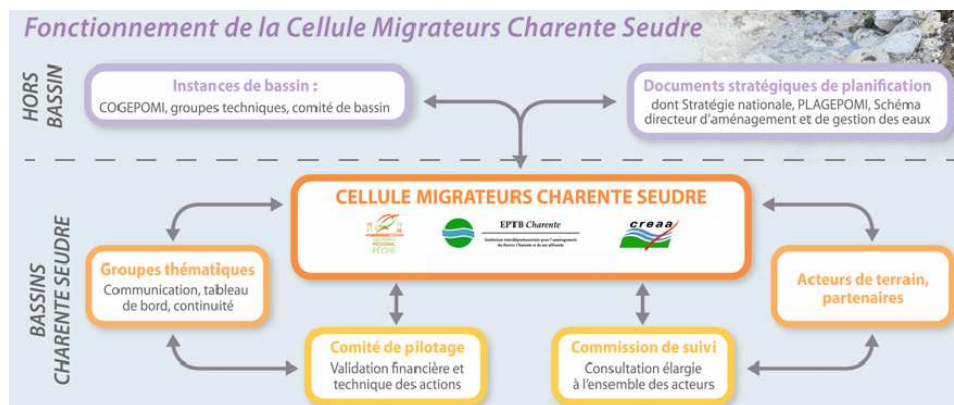 Fonctionnement de la Cellule Migrateurs Charente Seudre
HORS
BASSIN
Instances de bassin :
COGEPOMI, groupes techniques, comité de bassin
Documents stratégiques de planification
dont Stratégie nationale, PLAGEPOMI, Schéma
directeur d'aménagement et de gestion des eaux
BASSINS
CHARENTE SEUDRE
CELLULE MIGRATEURS CHARENTE SEUDRE
PÊCHE
EPTB Charente
creaa
Groupes thématiques
Communication, tableau
de bord, continuité
Acteurs de terrain,
partenaires
Comité de pilotage
Validation financière et
technique des actions
Commission de suivi
Consultation élargie
à l'ensemble des acteurs